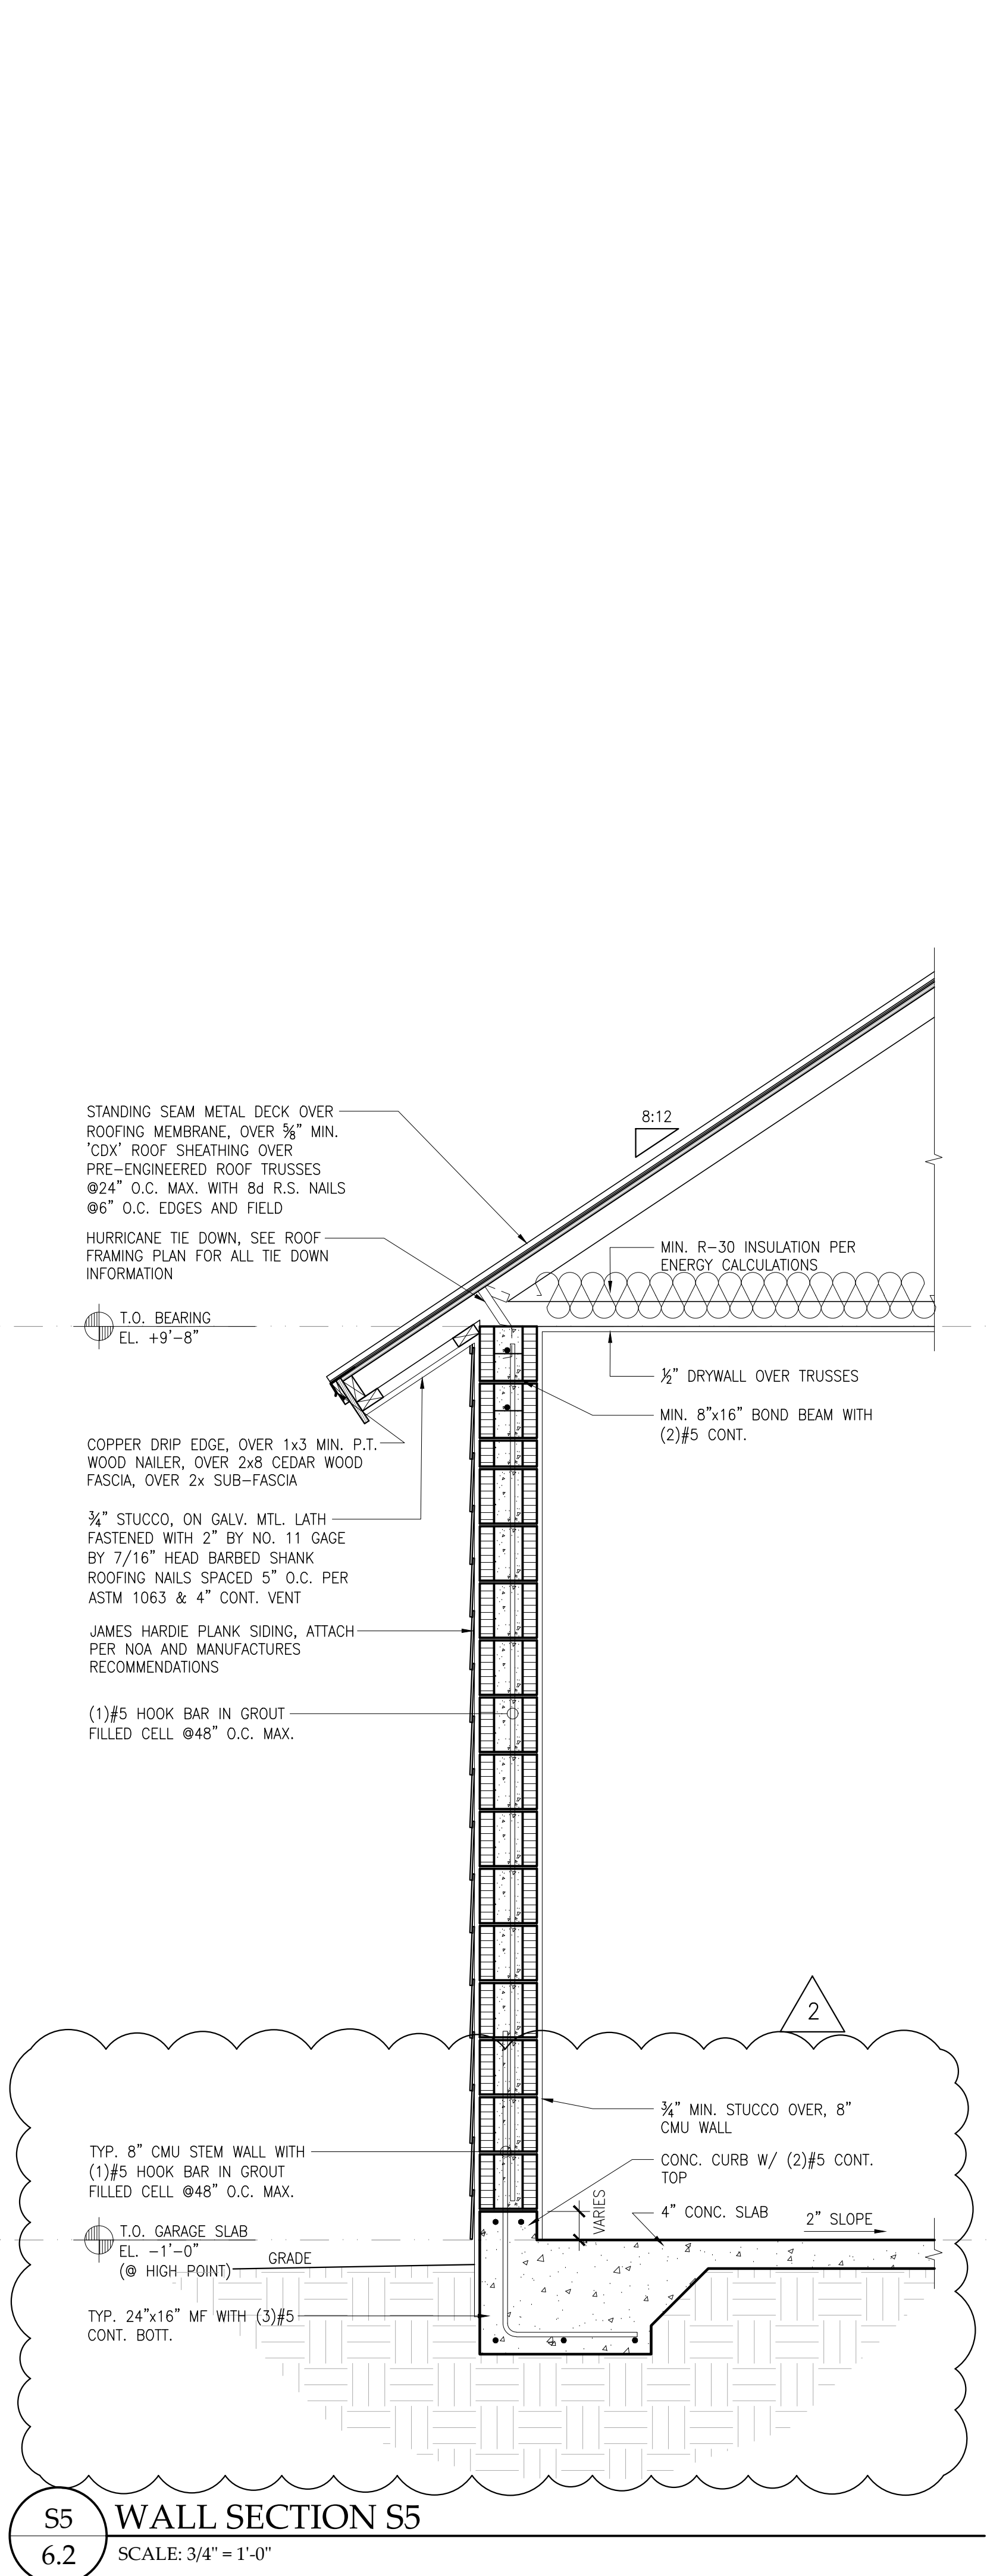 8:12
STANDING SEAM METAL DECK OVER
ROOFING MEMBRANE, OVER ⅝" MIN.
'CDX' ROOF SHEATHING OVER
PRE-ENGINEERED ROOF TRUSSES
@24" O.C. MAX. WITH 8d R.S. NAILS
@6" O.C. EDGES AND FIELD
HURRICANE TIE DOWN, SEE ROOF
FRAMING PLAN FOR ALL TIE DOWN
INFORMATION
MIN. R-30 INSULATION PER
ENERGY CALCULATIONS
T.O. BEARING
EL. +9'-8"
½" DRYWALL OVER TRUSSES
MIN. 8"x16" BOND BEAM WITH
(2)#5 CONT.
COPPER DRIP EDGE, OVER 1x3 MIN. P.T.
WOOD NAILER, OVER 2x8 CEDAR WOOD
FASCIA, OVER 2x SUB-FASCIA
¾" STUCCO, ON GALV. MTL. LATH
FASTENED WITH 2" BY NO. 11 GAGE
BY 7/16" HEAD BARBED SHANK
ROOFING NAILS SPACED 5" O.C. PER
ASTM 1063 & 4" CONT. VENT
JAMES HARDIE PLANK SIDING, ATTACH
PER NOA AND MANUFACTURES
RECOMMENDATIONS
(1)#5 HOOK BAR IN GROUT
FILLED CELL @48" O.C. MAX.
2
¾" MIN. STUCCO OVER, 8"
CMU WALL
TYP. 8" CMU STEM WALL WITH
(1)#5 HOOK BAR IN GROUT
FILLED CELL @48" O.C. MAX.
CONC. CURB W/ (2)#5 CONT.
TOP
VARIES
4" CONC. SLAB
2" SLOPE
T.O. GARAGE SLAB
EL. -1'-0"
(@ HIGH POINT)
GRADE
TYP. 24"x16" MF WITH (3)#5
CONT. BOTT.
S5
6.2
WALL SECTION S5
SCALE: 3/4" = 1'-0"